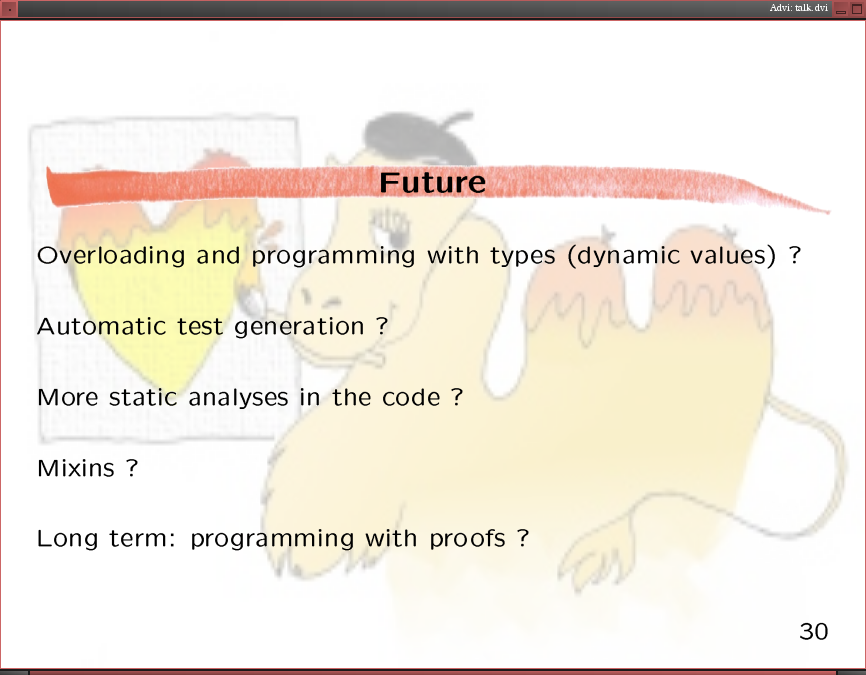 Advi: talk.dvi
Future
Overloading and programming with types (dynamic values) ?
Automatic test generation ?
More static analyses in the code ?
Mixins ?
Long term: programming with proofs ?
30